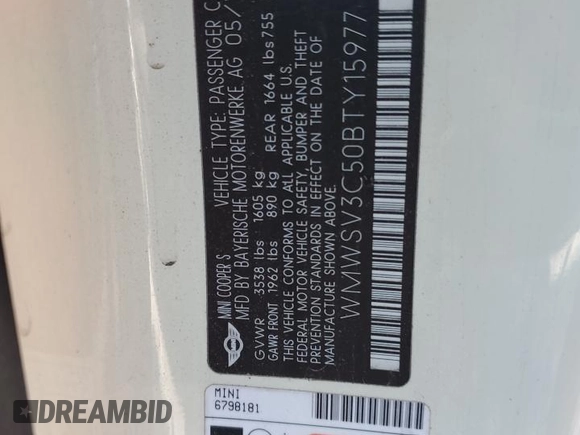 MINI COOPER S
VEHICLE TYPE: PASSENGER C
MFD BY BAYERISCHE MOTORENWERKE AG 05/
GVWR 3538 lbs 1605 kg
GAWR FRONT 1962 lbs 890 kg REAR 1664 lbs 755
THIS VEHICLE CONFORMS TO ALL APPLICABLE U.S.
FEDERAL MOTOR VEHICLE SAFETY, BUMPER AND THEFT
PREVENTION STANDARDS IN EFFECT ON THE DATE OF
MANUFACTURE SHOWN ABOVE.
WMWSV3C50BTY15977
MINI
6798181
DREAMBID